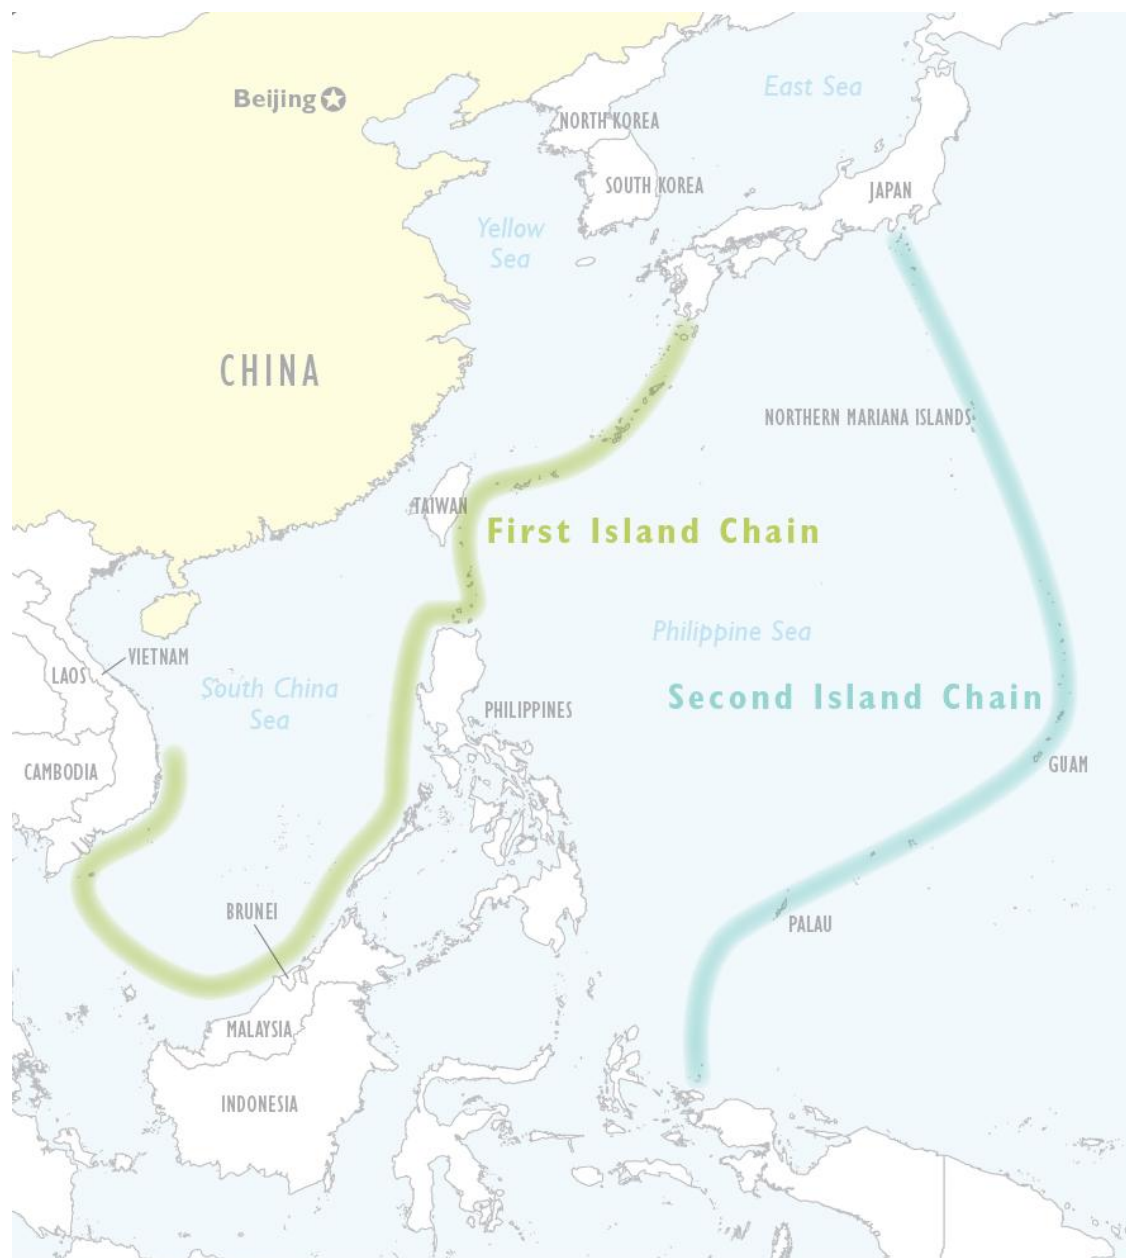 East Sea
Beijing
NORTH KOREA
SOUTH KOREA
JAPAN
Yellow
Sea
CHINA
NORTHERN MARIANA ISLANDS
TAIWAN
First Island Chain
Philippine Sea
VIETNAM
LAOS
South China
Sea
Second Island Chain
PHILIPPINES
CAMBODIA
GUAM
BRUNEI
PALAU
MALAYSIA
INDONESIA